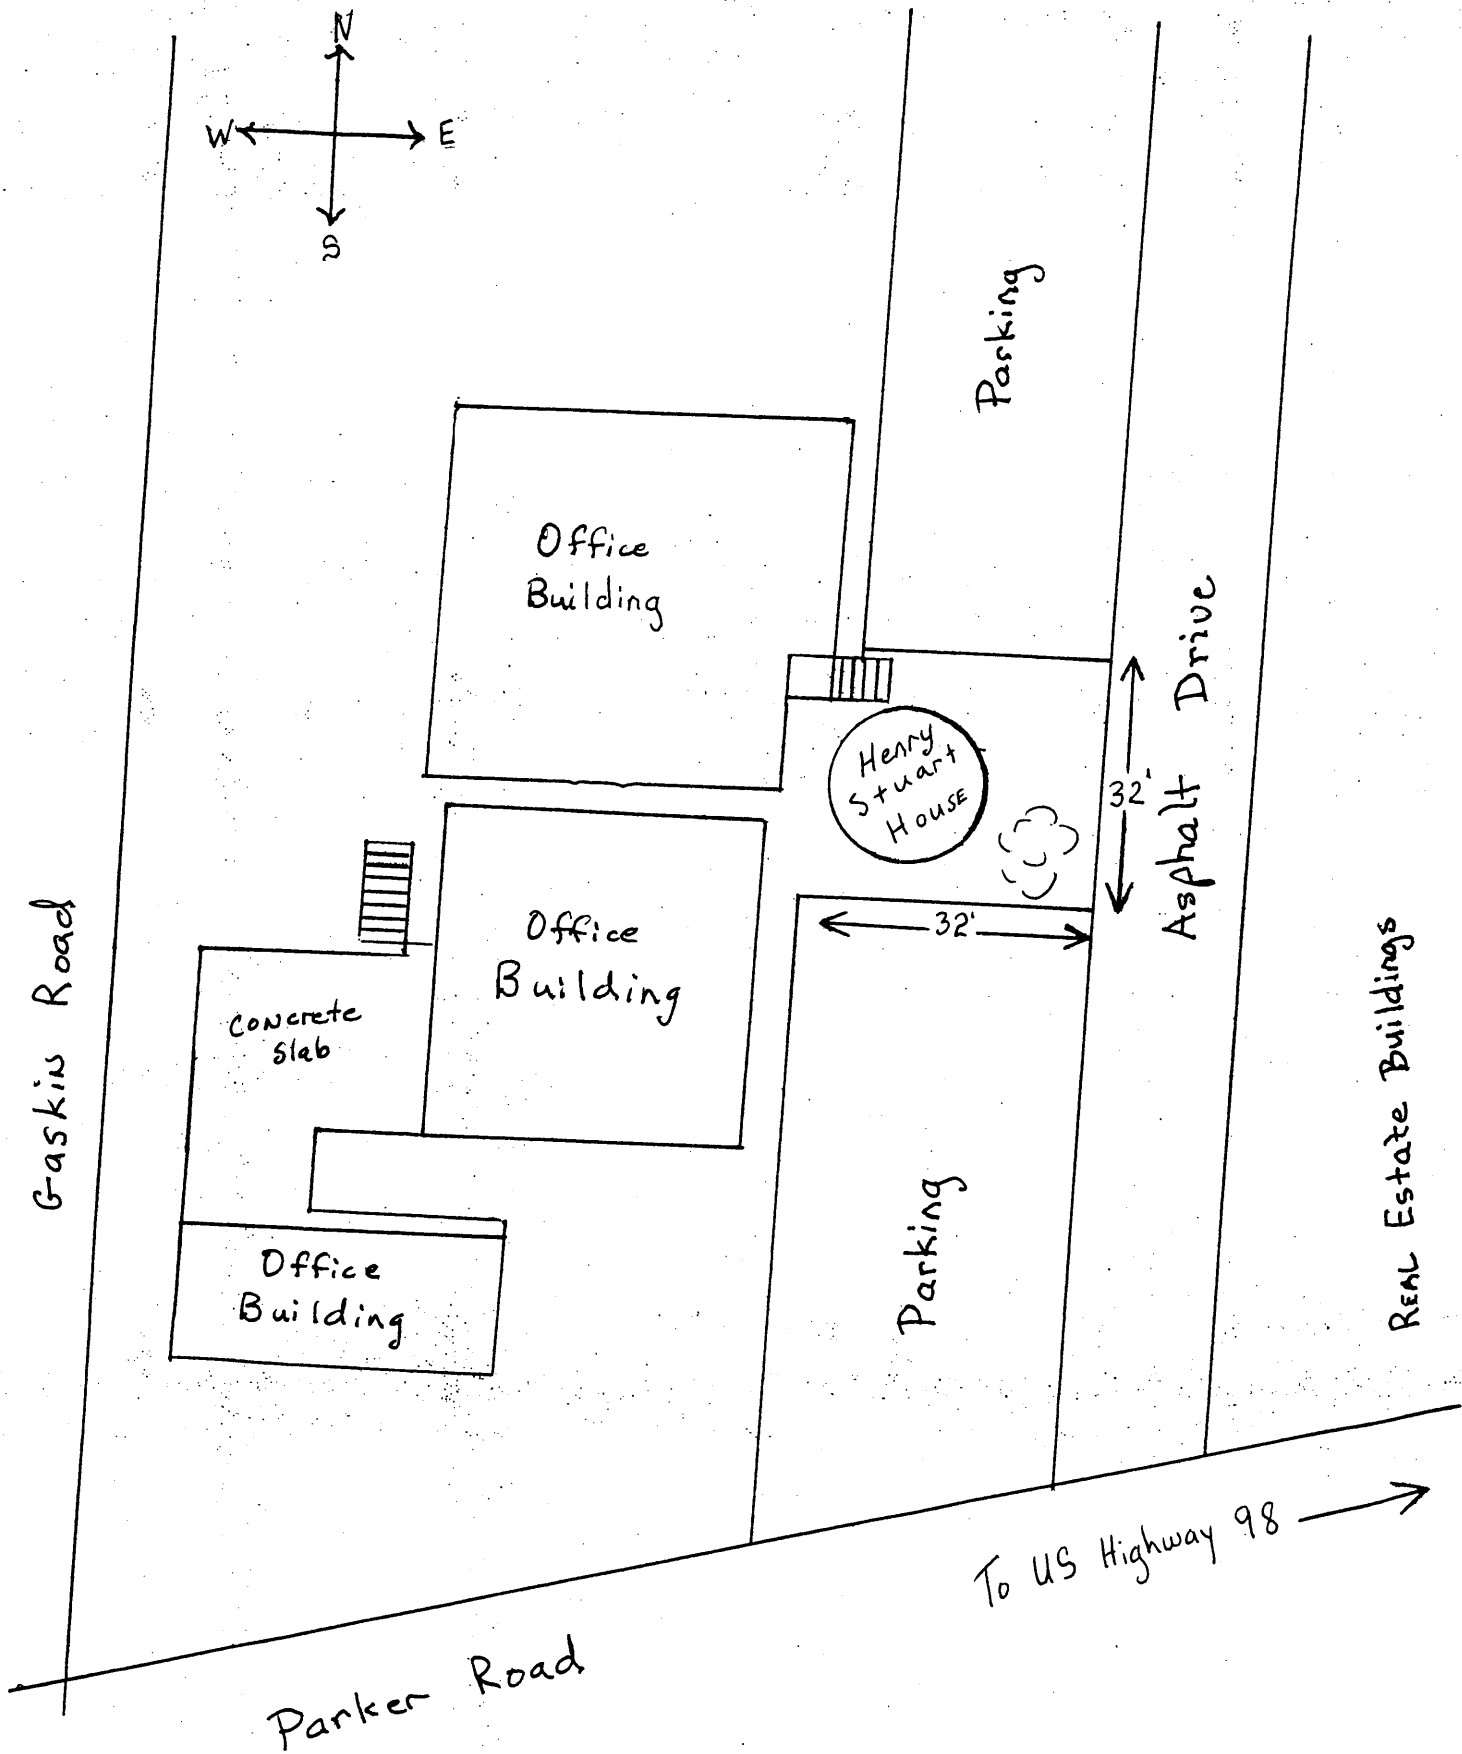 N
W
E
S
Parking
Office
Building
Henry
Stuart
House
32'
Asphalt Drive
32'
Office
Building
Concrete
Slab
Gaskin Road
Real Estate Buildings
Parking
Office
Building
To US Highway 98
Parker Road